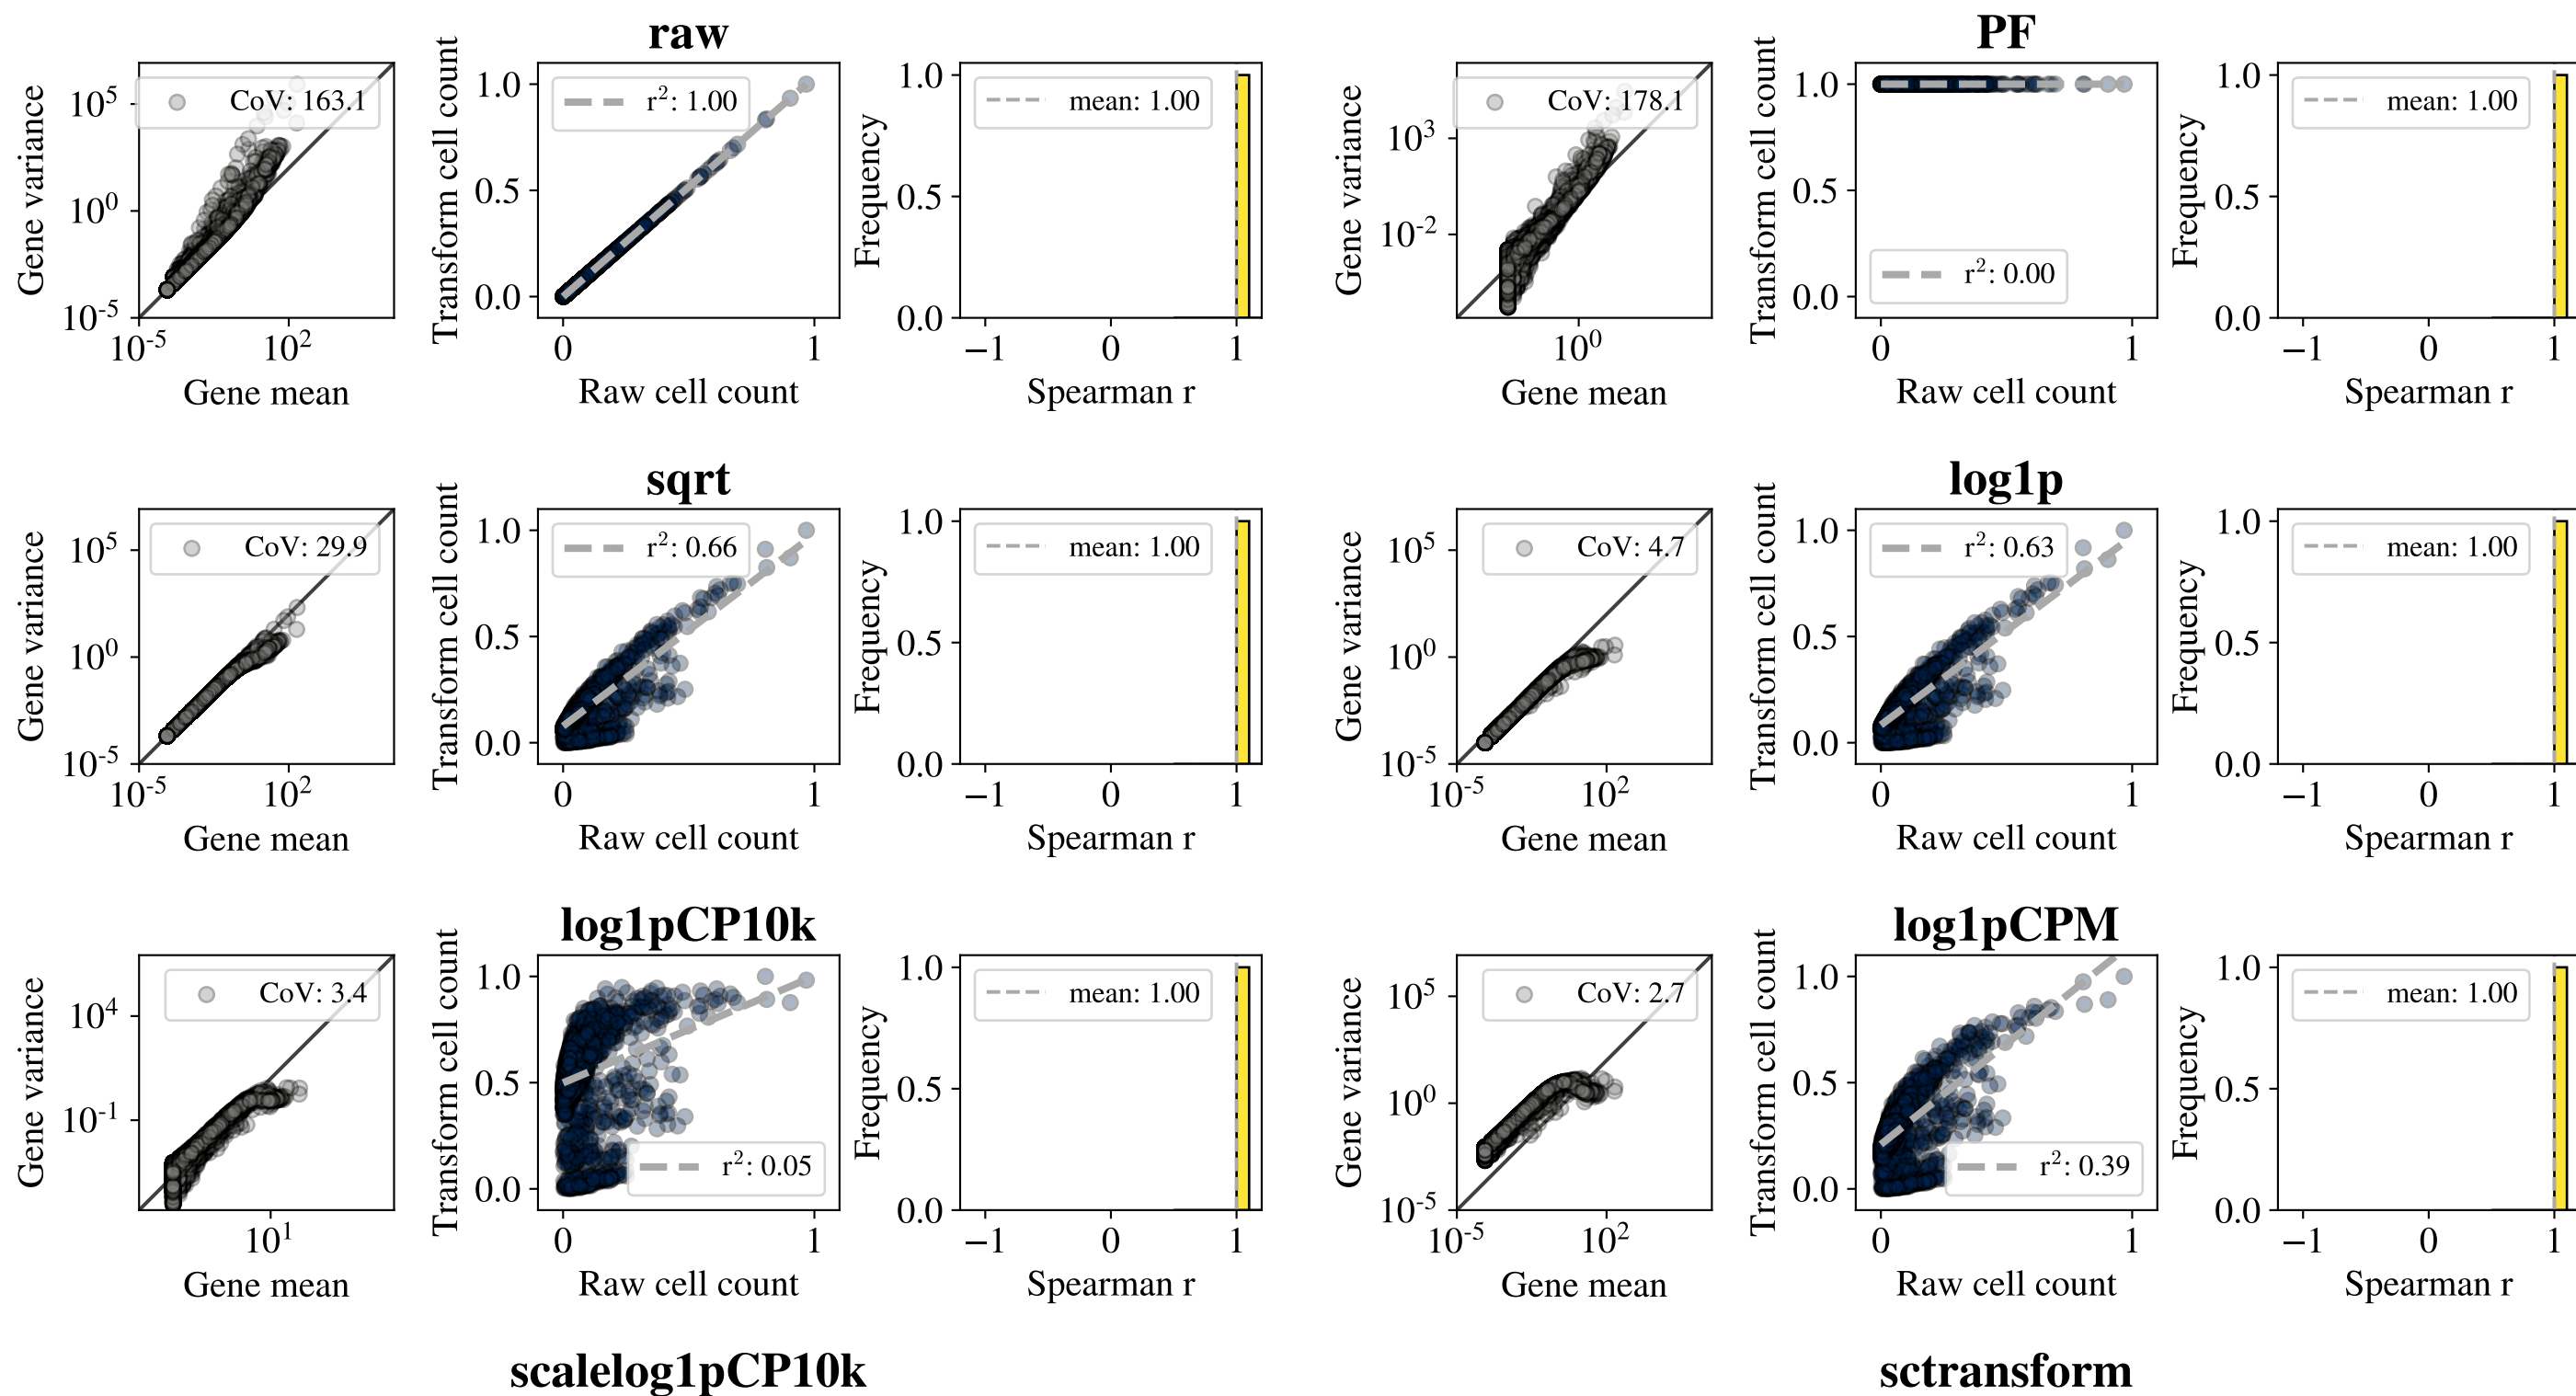 raw
Gene variance
10^5
10^0
10^-5
CoV: 163.1
10^-5 10^2
Gene mean
Transform cell count
1.0
0.5
0.0
r^2: 1.00
0 1
Raw cell count
Frequency
1.0
0.5
0.0
mean: 1.00
−1 0 1
Spearman r
PF
Gene variance
10^3
10^-2
CoV: 178.1
10^0
Gene mean
Transform cell count
1.0
0.5
0.0
r^2: 0.00
0 1
Raw cell count
Frequency
1.0
0.5
0.0
mean: 1.00
−1 0 1
Spearman r
sqrt
Gene variance
10^5
10^0
10^-5
CoV: 29.9
10^-5 10^2
Gene mean
Transform cell count
1.0
0.5
0.0
r^2: 0.66
0 1
Raw cell count
Frequency
1.0
0.5
0.0
mean: 1.00
−1 0 1
Spearman r
log1p
Gene variance
10^5
10^0
10^-5
CoV: 4.7
10^-5 10^2
Gene mean
Transform cell count
1.0
0.5
0.0
r^2: 0.63
0 1
Raw cell count
Frequency
1.0
0.5
0.0
mean: 1.00
−1 0 1
Spearman r
log1pCP10k
Gene variance
10^4
10^-1
CoV: 3.4
10^1
Gene mean
Transform cell count
1.0
0.5
0.0
r^2: 0.05
0 1
Raw cell count
Frequency
1.0
0.5
0.0
mean: 1.00
−1 0 1
Spearman r
log1pCPM
Gene variance
10^5
10^0
10^-5
CoV: 2.7
10^-5 10^2
Gene mean
Transform cell count
1.0
0.5
0.0
r^2: 0.39
0 1
Raw cell count
Frequency
1.0
0.5
0.0
mean: 1.00
−1 0 1
Spearman r
scalelog1pCP10k
sctransform